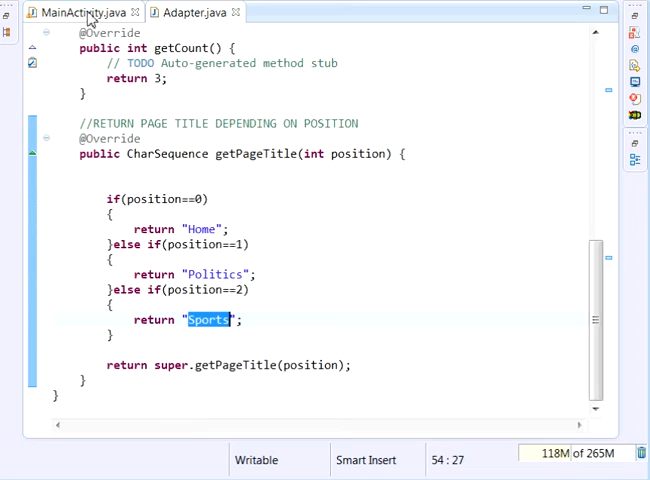 MainActivity.java Adapter.java
@Override
public int getCount() {
// TODO Auto-generated method stub
return 3;
}
//RETURN PAGE TITLE DEPENDING ON POSITION
@Override
public CharSequence getPageTitle(int position) {
if(position==0)
{
return "Home";
}else if(position==1)
{
return "Politics";
}else if(position==2)
{
return "Sports";
}
return super.getPageTitle(position);
}
}
Writable Smart Insert 54 : 27 118M of 265M